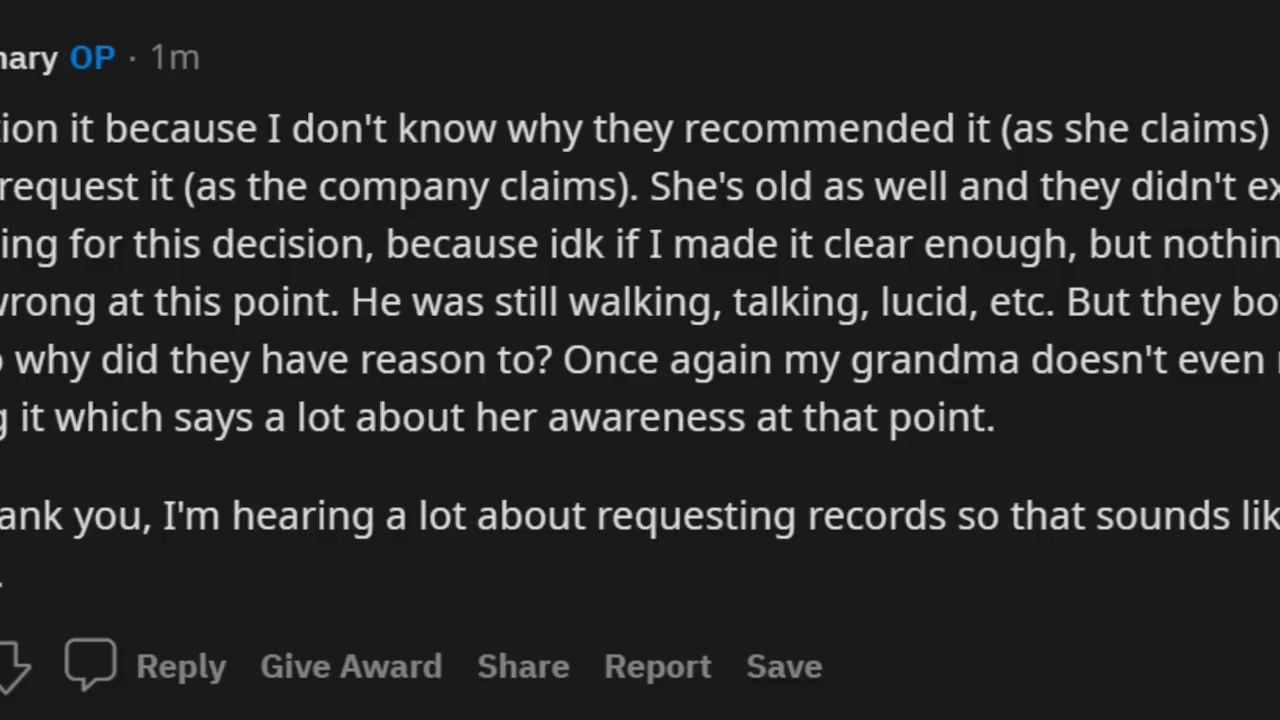 nary OP · 1m
tion it because I don't know why they recommended it (as she claims)
request it (as the company claims). She's old as well and they didn't ex
ing for this decision, because idk if I made it clear enough, but nothin
wrong at this point. He was still walking, talking, lucid, etc. But they bo
why did they have reason to? Once again my grandma doesn't even
g it which says a lot about her awareness at that point.
ank you, I'm hearing a lot about requesting records so that sounds lik
.
Reply Give Award Share Report Save